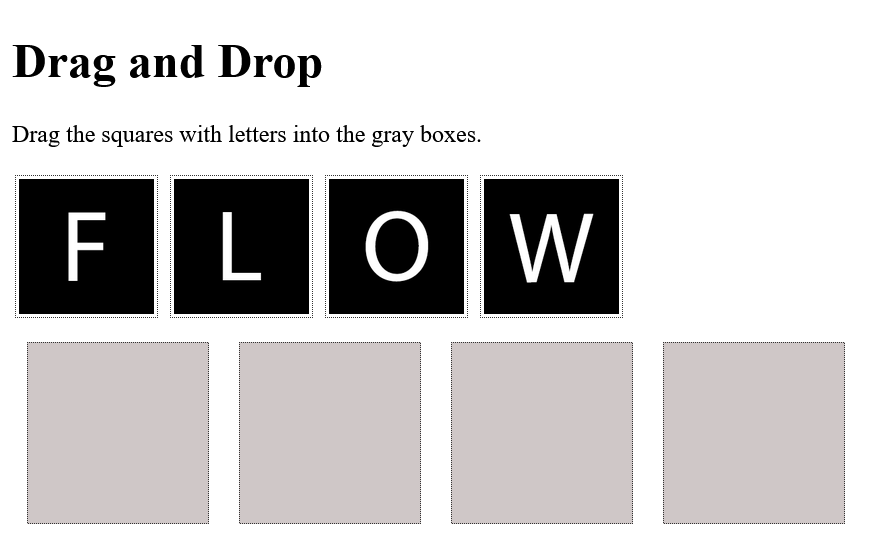 Drag and Drop
Drag the squares with letters into the gray boxes.
F L O W